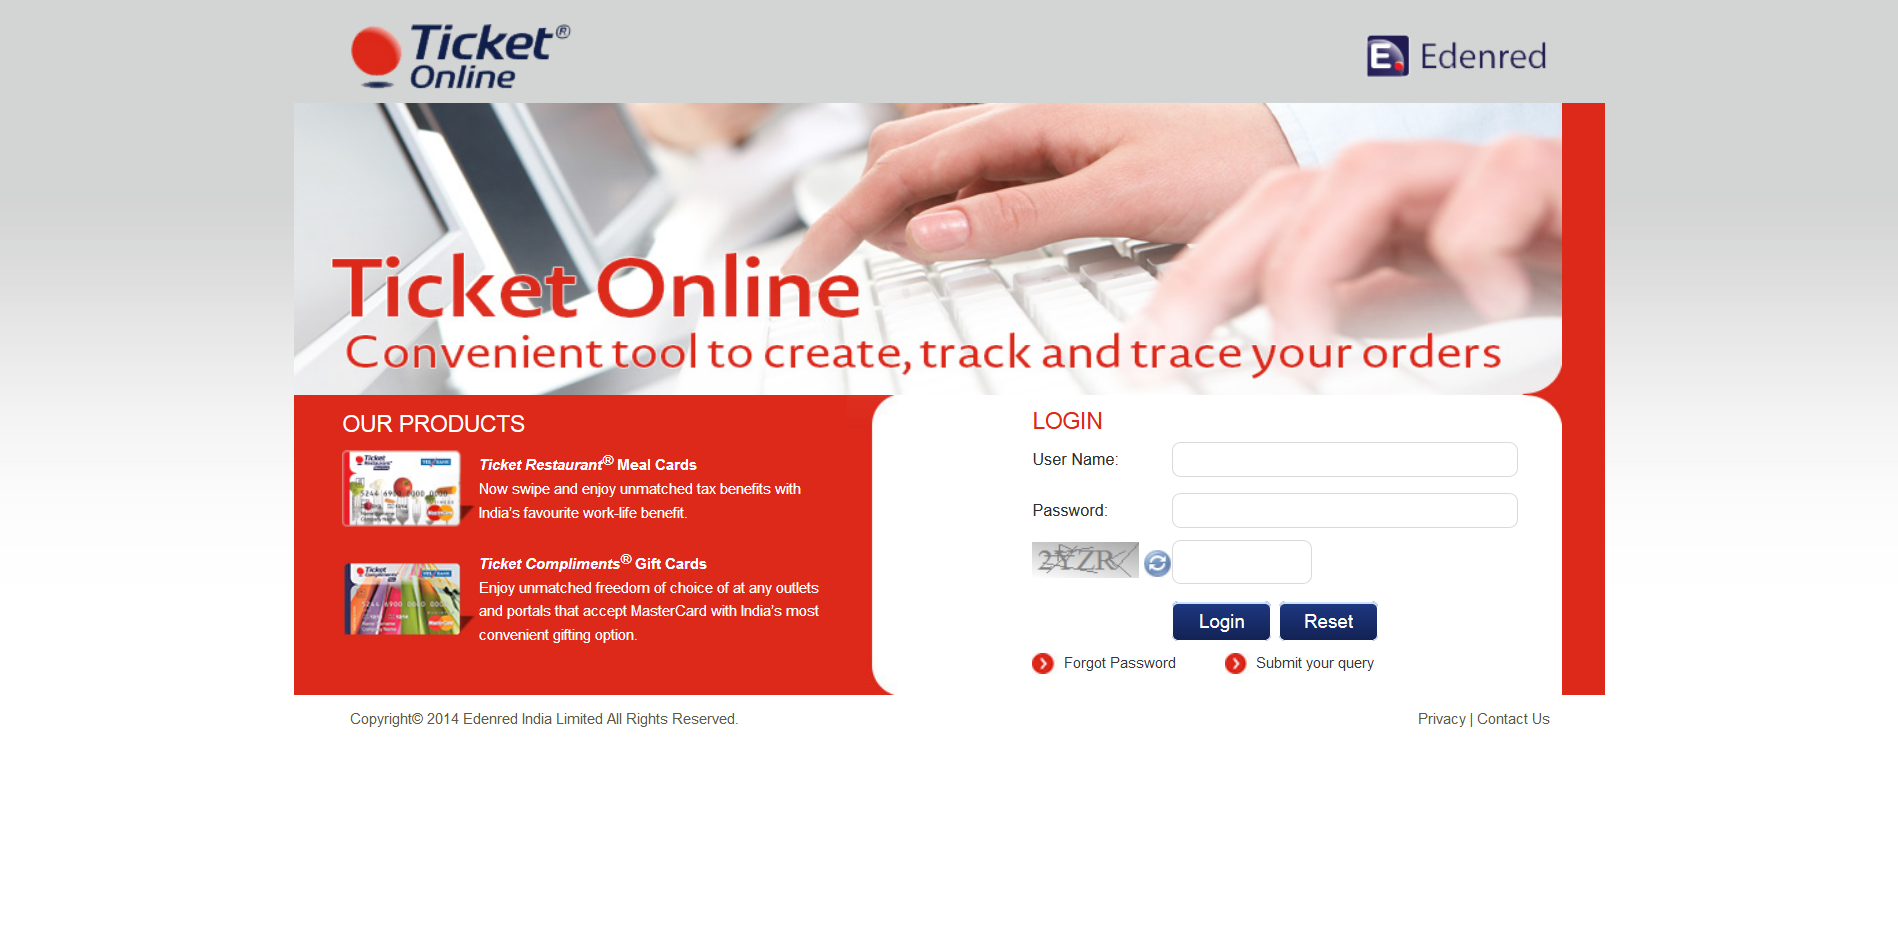 Ticket®
Online
E. Edenred
Ticket Online
Convenient tool to create, track and trace your orders
OUR PRODUCTS
Ticket Restaurant® Meal Cards
Now swipe and enjoy unmatched tax benefits with
India's favourite work-life benefit.
Ticket Compliments® Gift Cards
Enjoy unmatched freedom of choice of at any outlets
and portals that accept MasterCard with India's most
convenient gifting option.
LOGIN
User Name:
Password:
2YZR
Login Reset
Forgot Password Submit your query
Copyright© 2014 Edenred India Limited All Rights Reserved.
Privacy | Contact Us